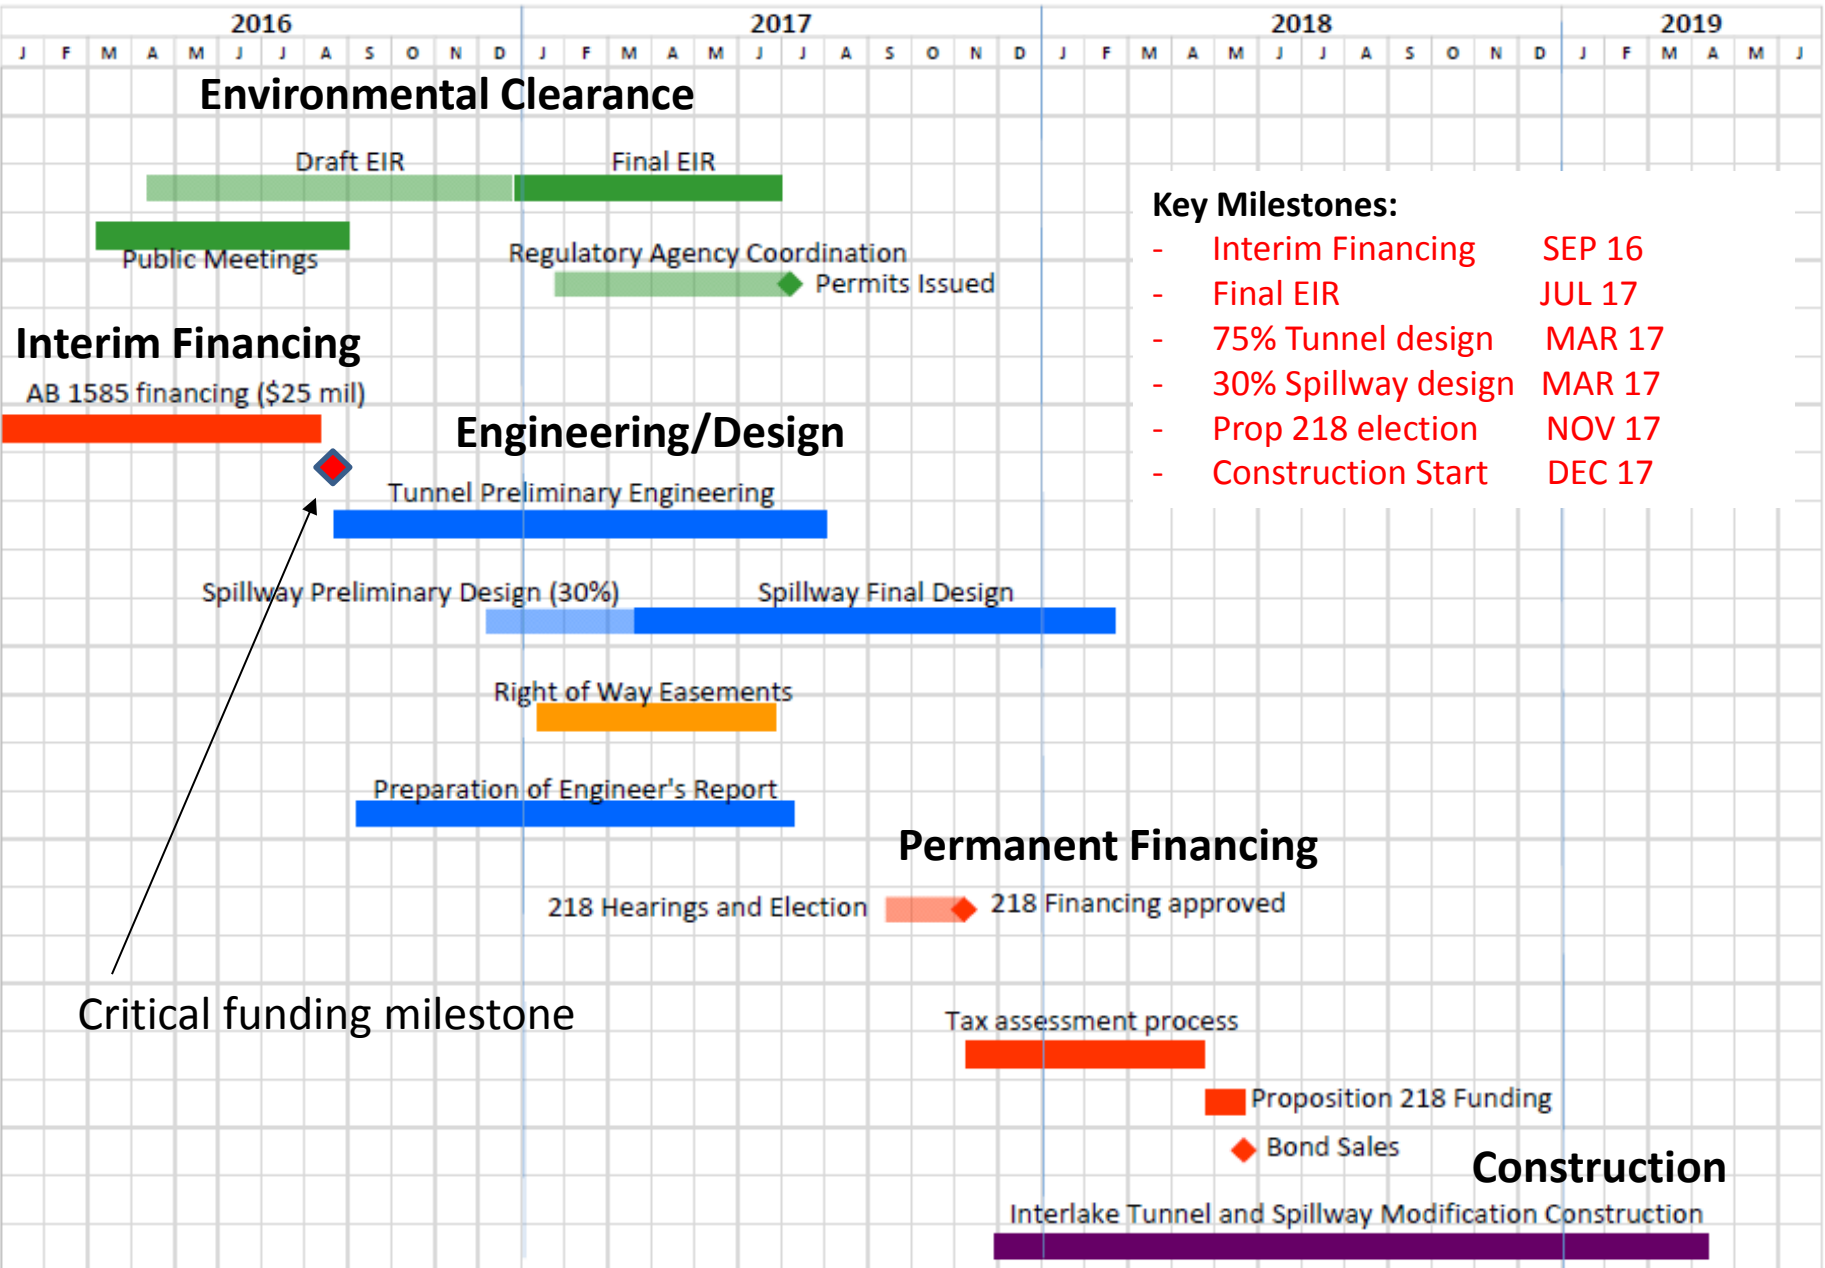 2016 2017 2018 2019
J F M A M J J A S O N D J F M A M J J A S O N D J F M A M J J A S O N D J F M A M J
Environmental Clearance
Draft EIR Final EIR
Public Meetings
Regulatory Agency Coordination
Permits Issued
Key Milestones:
- Interim Financing SEP 16
- Final EIR JUL 17
- 75% Tunnel design MAR 17
- 30% Spillway design MAR 17
- Prop 218 election NOV 17
- Construction Start DEC 17
Interim Financing
AB 1585 financing ($25 mil)
Engineering/Design
Tunnel Preliminary Engineering
Spillway Preliminary Design (30%) Spillway Final Design
Right of Way Easements
Preparation of Engineer's Report
Permanent Financing
218 Hearings and Election 218 Financing approved
Critical funding milestone
Tax assessment process
Proposition 218 Funding
Bond Sales
Construction
Interlake Tunnel and Spillway Modification Construction